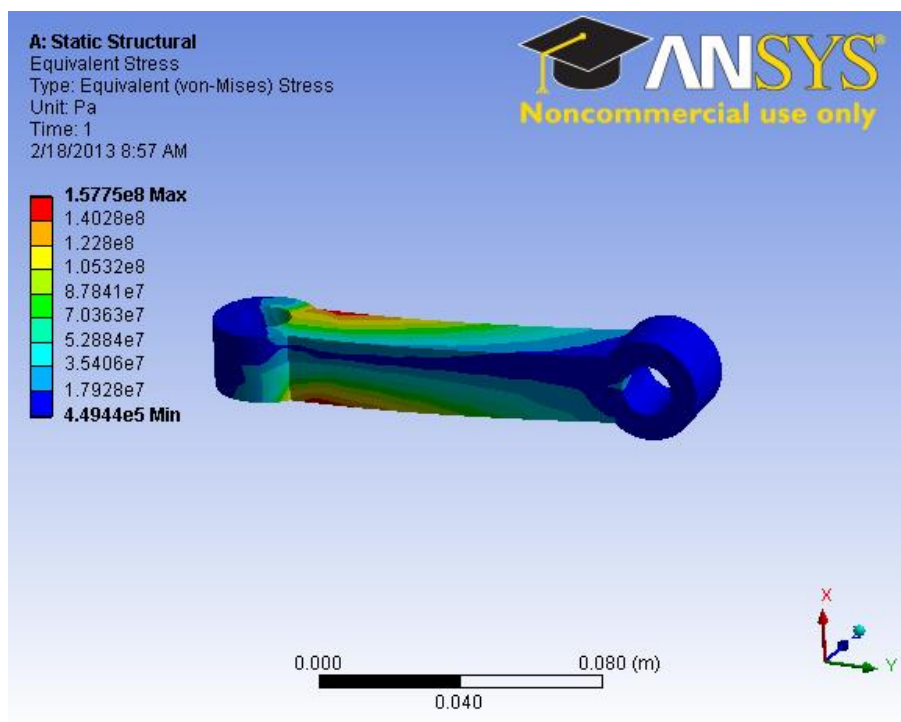 A: Static Structural
Equivalent Stress
Type: Equivalent (von-Mises) Stress
Unit: Pa
Time: 1
2/18/2013 8:57 AM
ANSYS®
Noncommercial use only
1.5775e8 Max
1.4028e8
1.228e8
1.0532e8
8.7841e7
7.0363e7
5.2884e7
3.5406e7
1.7928e7
4.4944e5 Min
X
Y
0.000
0.080 (m)
0.040